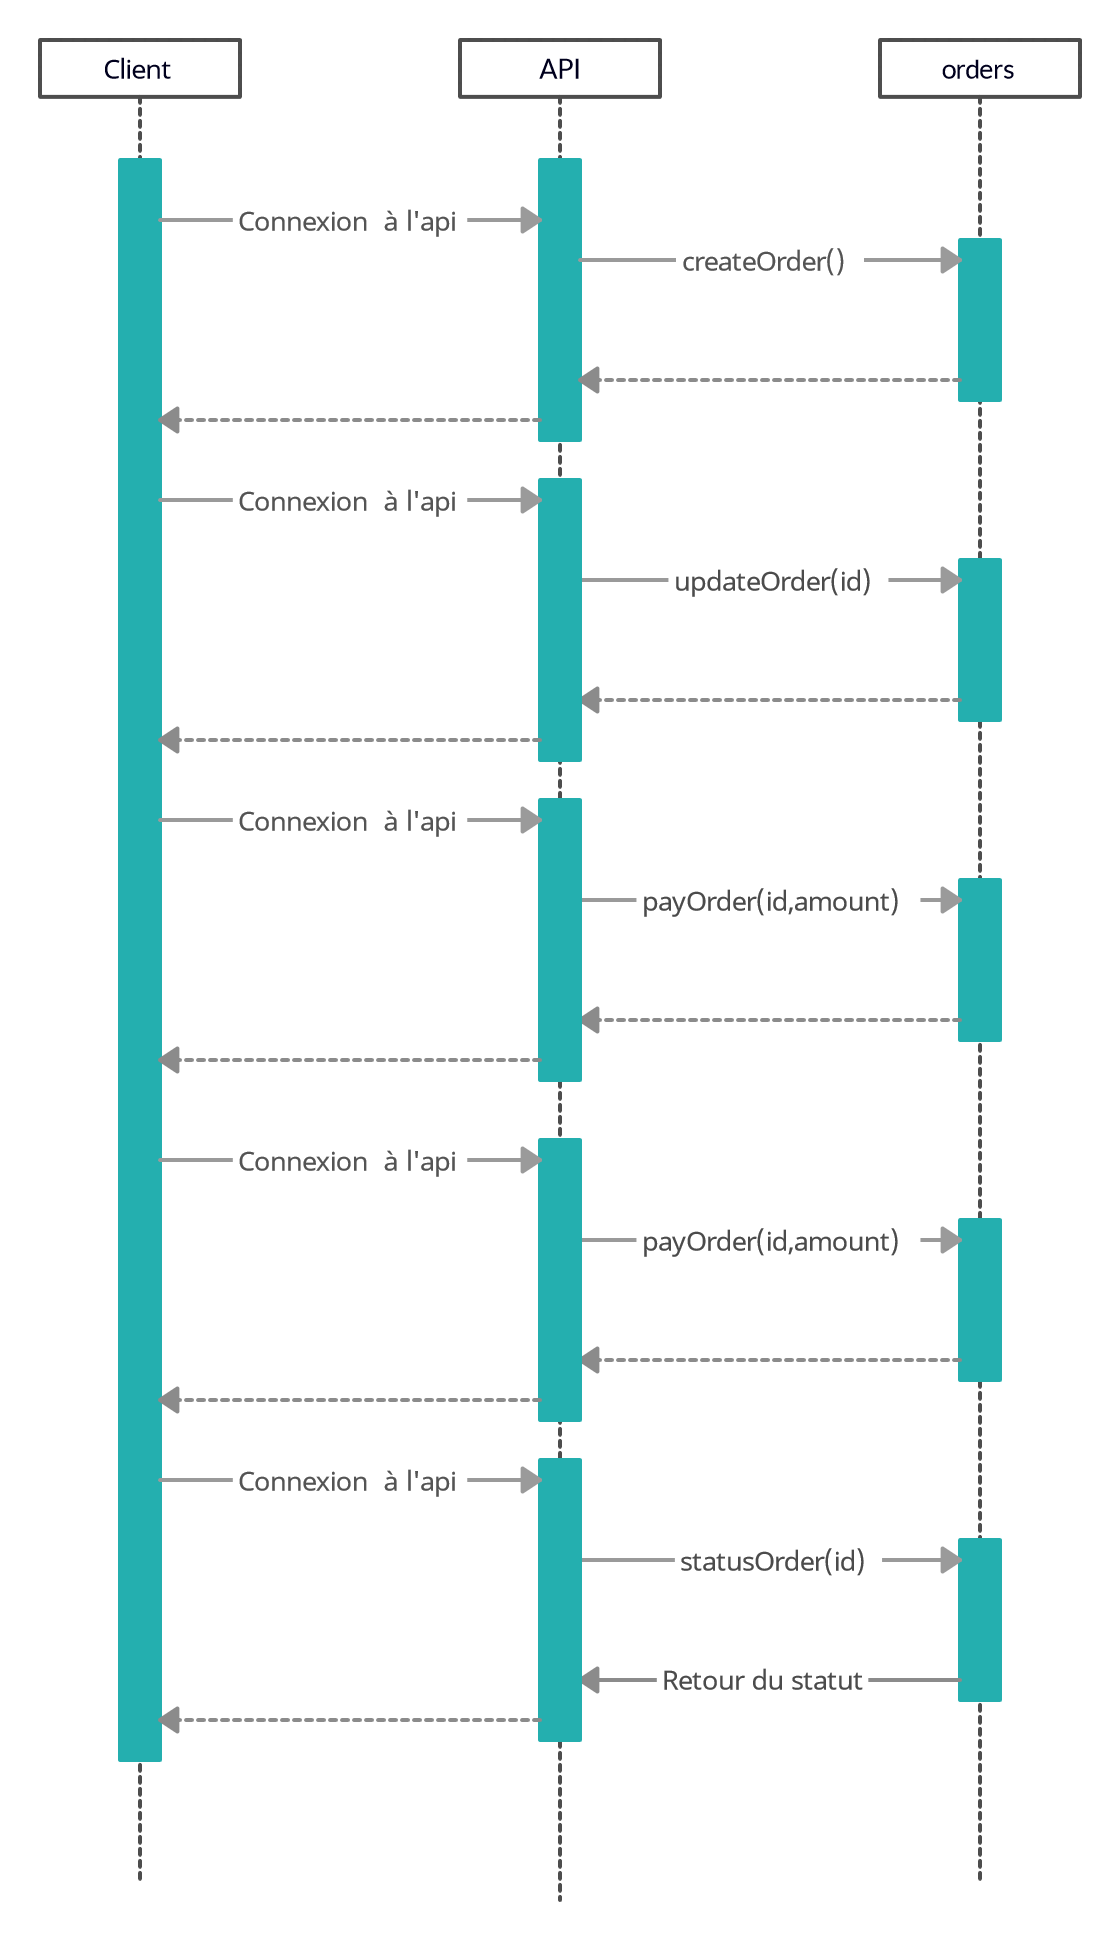 Client
API
orders
Connexion à l'api
createOrder()
Connexion à l'api
updateOrder(id)
Connexion à l'api
payOrder(id,amount)
Connexion à l'api
payOrder(id,amount)
Connexion à l'api
statusOrder(id)
Retour du statut